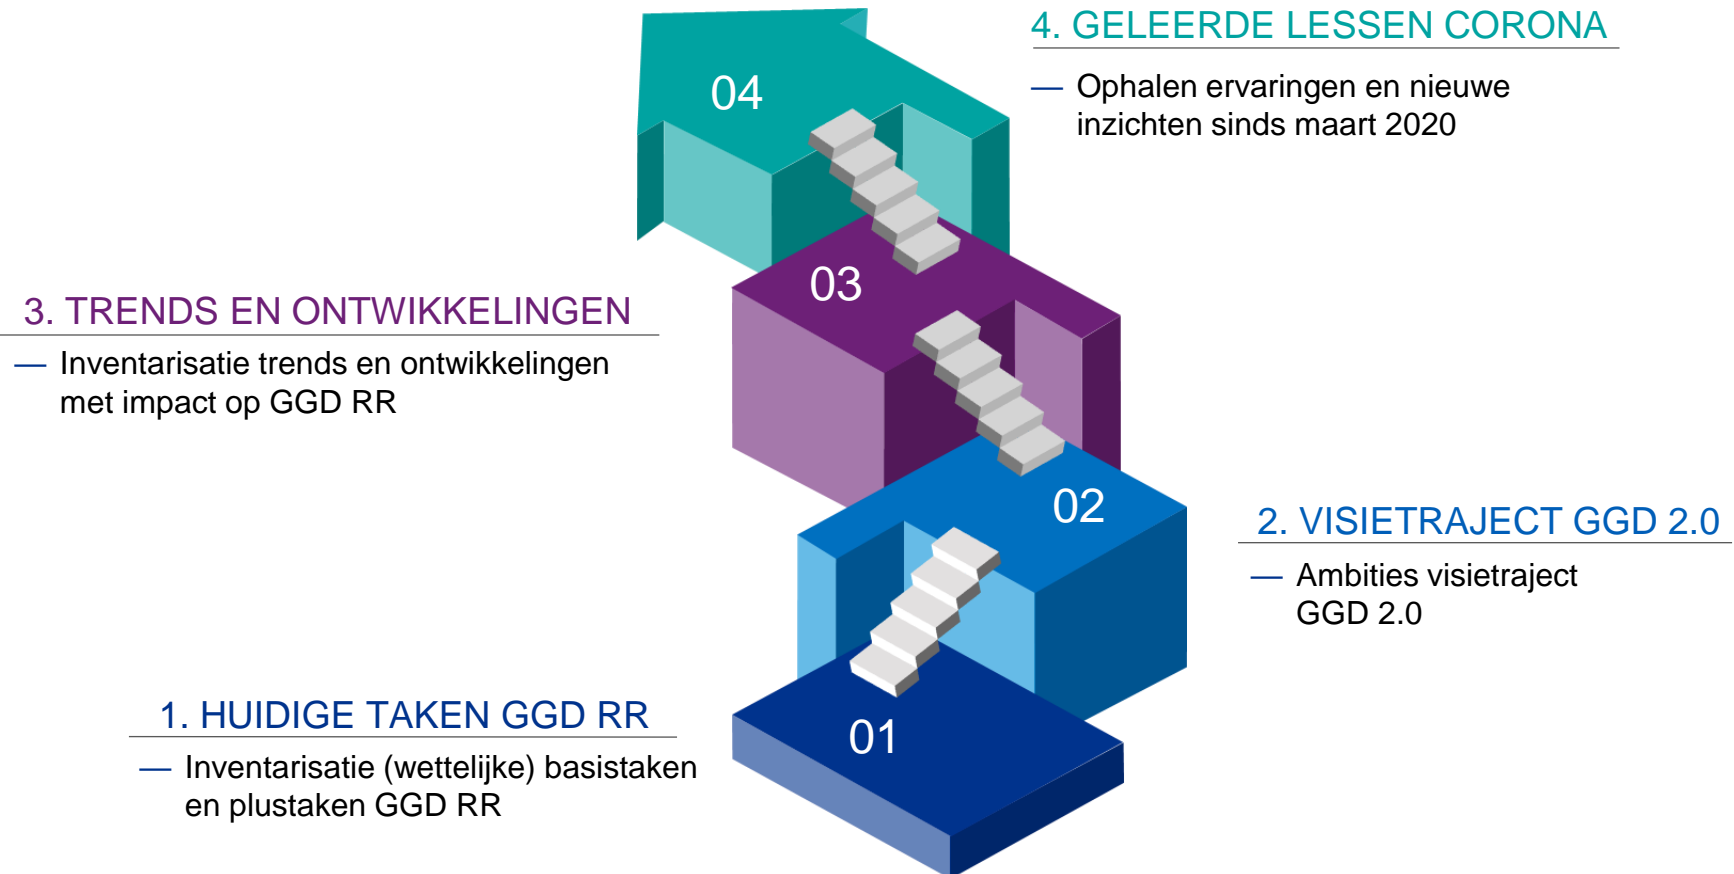 4. GELEERDE LESSEN CORONA
— Ophalen ervaringen en nieuwe
inzichten sinds maart 2020
04
03
3. TRENDS EN ONTWIKKELINGEN
— Inventarisatie trends en ontwikkelingen
met impact op GGD RR
02
2. VISIETRAJECT GGD 2.0
— Ambities visietraject
GGD 2.0
1. HUIDIGE TAKEN GGD RR
— Inventarisatie (wettelijke) basistaken
en plustaken GGD RR
01